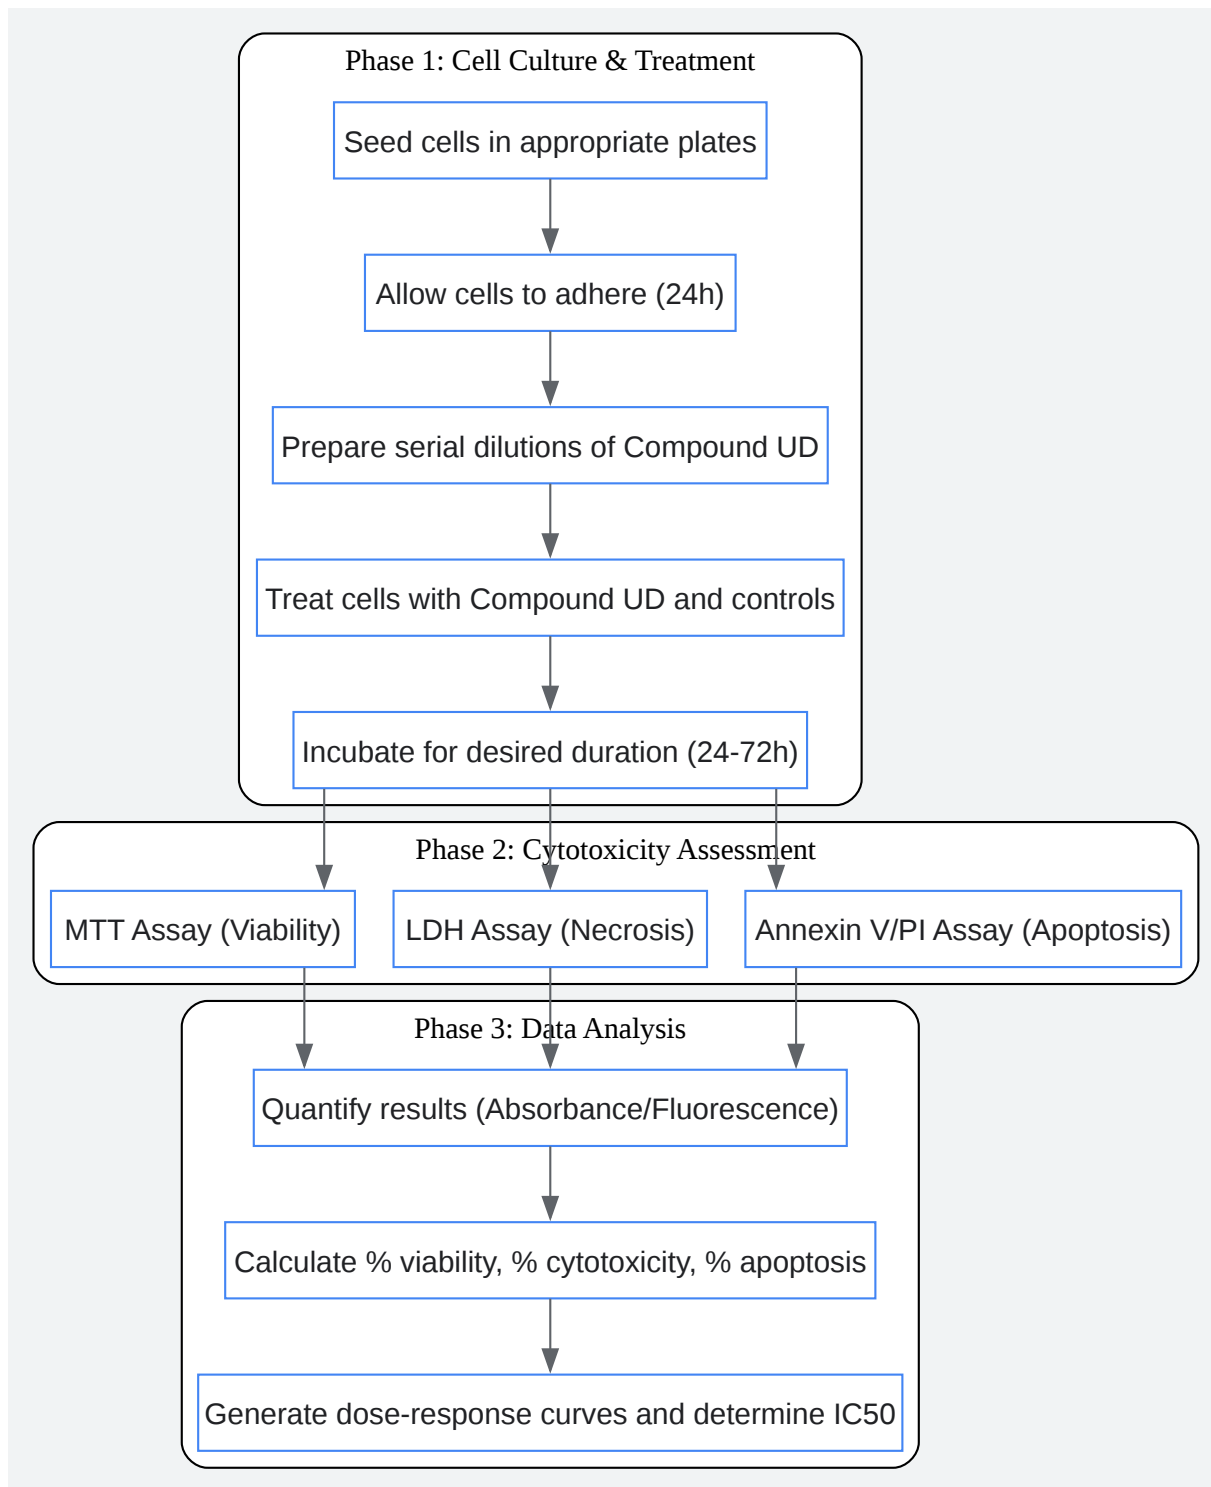 Phase 1: Cell Culture & Treatment
Seed cells in appropriate plates
Allow cells to adhere (24h)
Prepare serial dilutions of Compound UD
Treat cells with Compound UD and controls
Incubate for desired duration (24-72h)
Phase 2: Cytotoxicity Assessment
MTT Assay (Viability)
LDH Assay (Necrosis)
Annexin V/PI Assay (Apoptosis)
Phase 3: Data Analysis
Quantify results (Absorbance/Fluorescence)
Calculate % viability, % cytotoxicity, % apoptosis
Generate dose-response curves and determine IC50